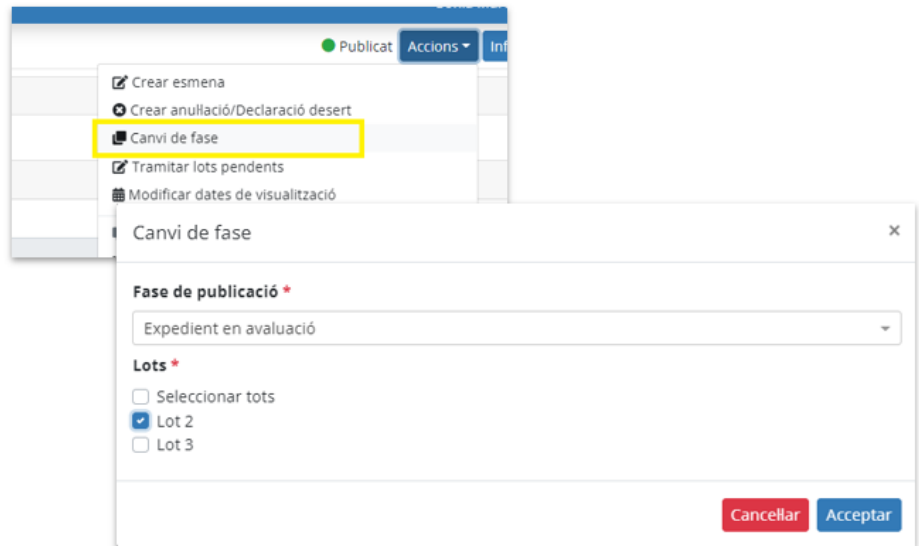 Publicat Accions Inf
Crear esmena
Crear anul·lació/Declaració desert
Canvi de fase
Tramitar lots pendents
Modificar dates de visualització
Canvi de fase ×
Fase de publicació *
Expedient en avaluació
Lots *
Seleccionar tots
Lot 2
Lot 3
Cancel·lar Acceptar